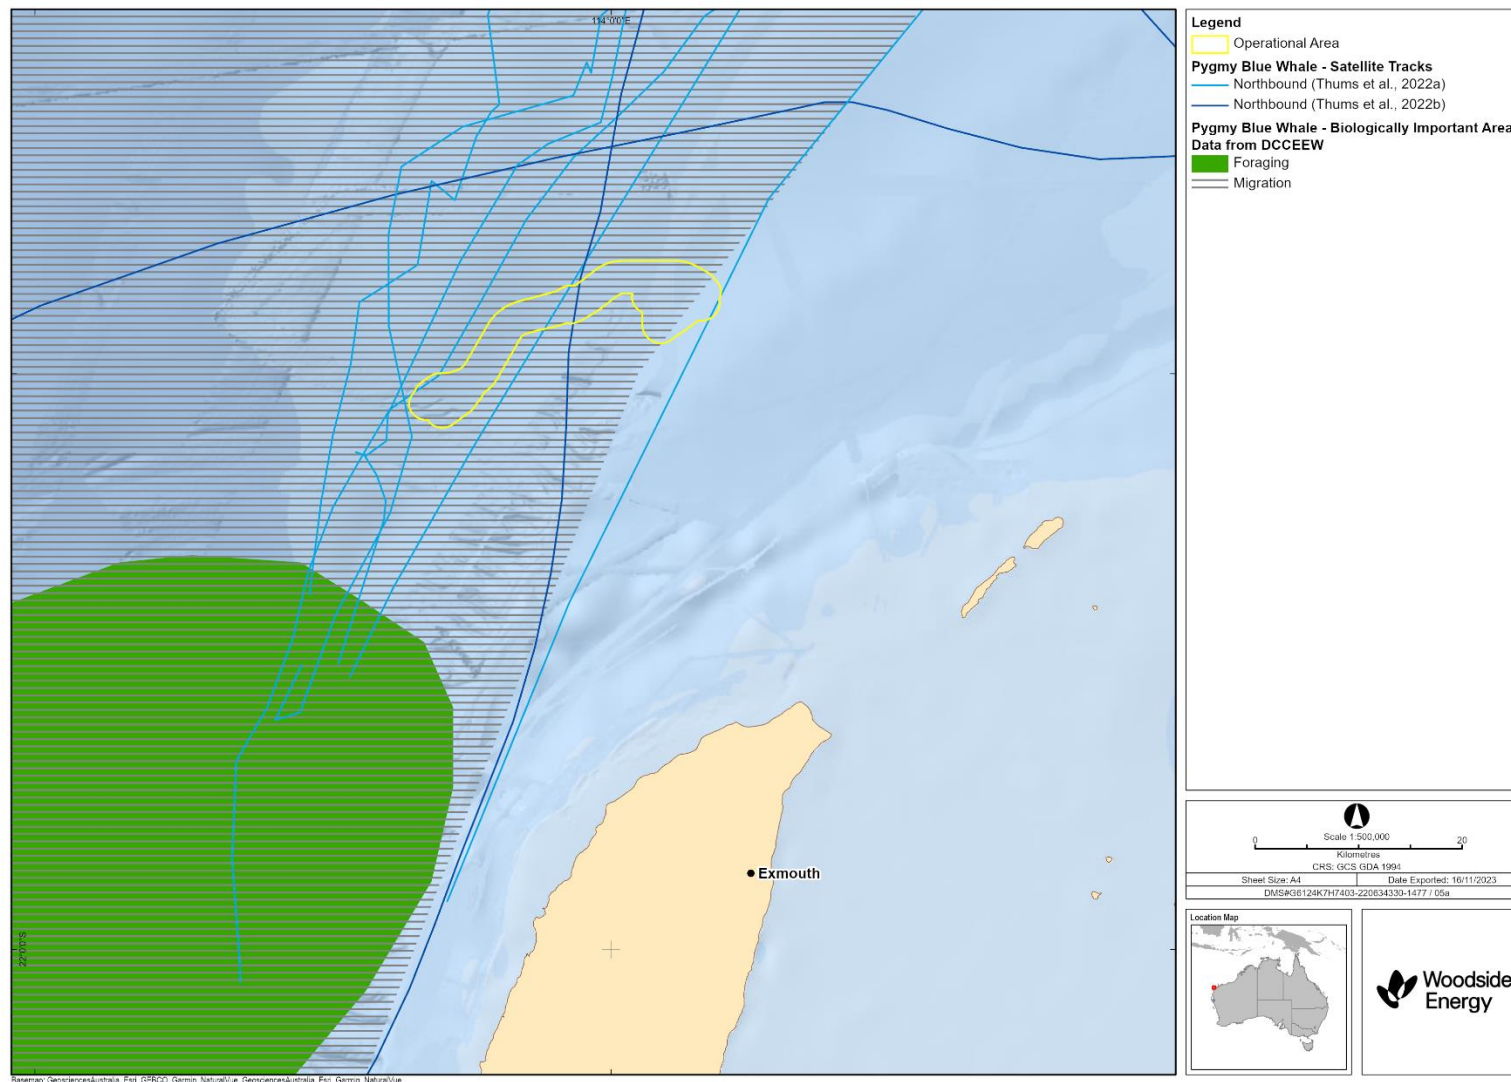 114°0'0"E
22°0'0"S
Exmouth
Basemap: GeosciencesAustralia, Esri, GEBCO, Garmin, NaturalVue, GeosciencesAustralia, Esri, Garmin, NaturalVue
Legend
Operational Area
Pygmy Blue Whale - Satellite Tracks
Northbound (Thums et al., 2022a)
Northbound (Thums et al., 2022b)
Pygmy Blue Whale - Biologically Important Area
Data from DCCEEW
Foraging
Migration
Scale 1:500,000
0 20
Kilometres
CRS: GCS GDA 1994
Sheet Size: A4 Date Exported: 16/11/2023
DMS#G6124K7H7403-220634330-1477 / 05a
Location Map
Woodside
Energy